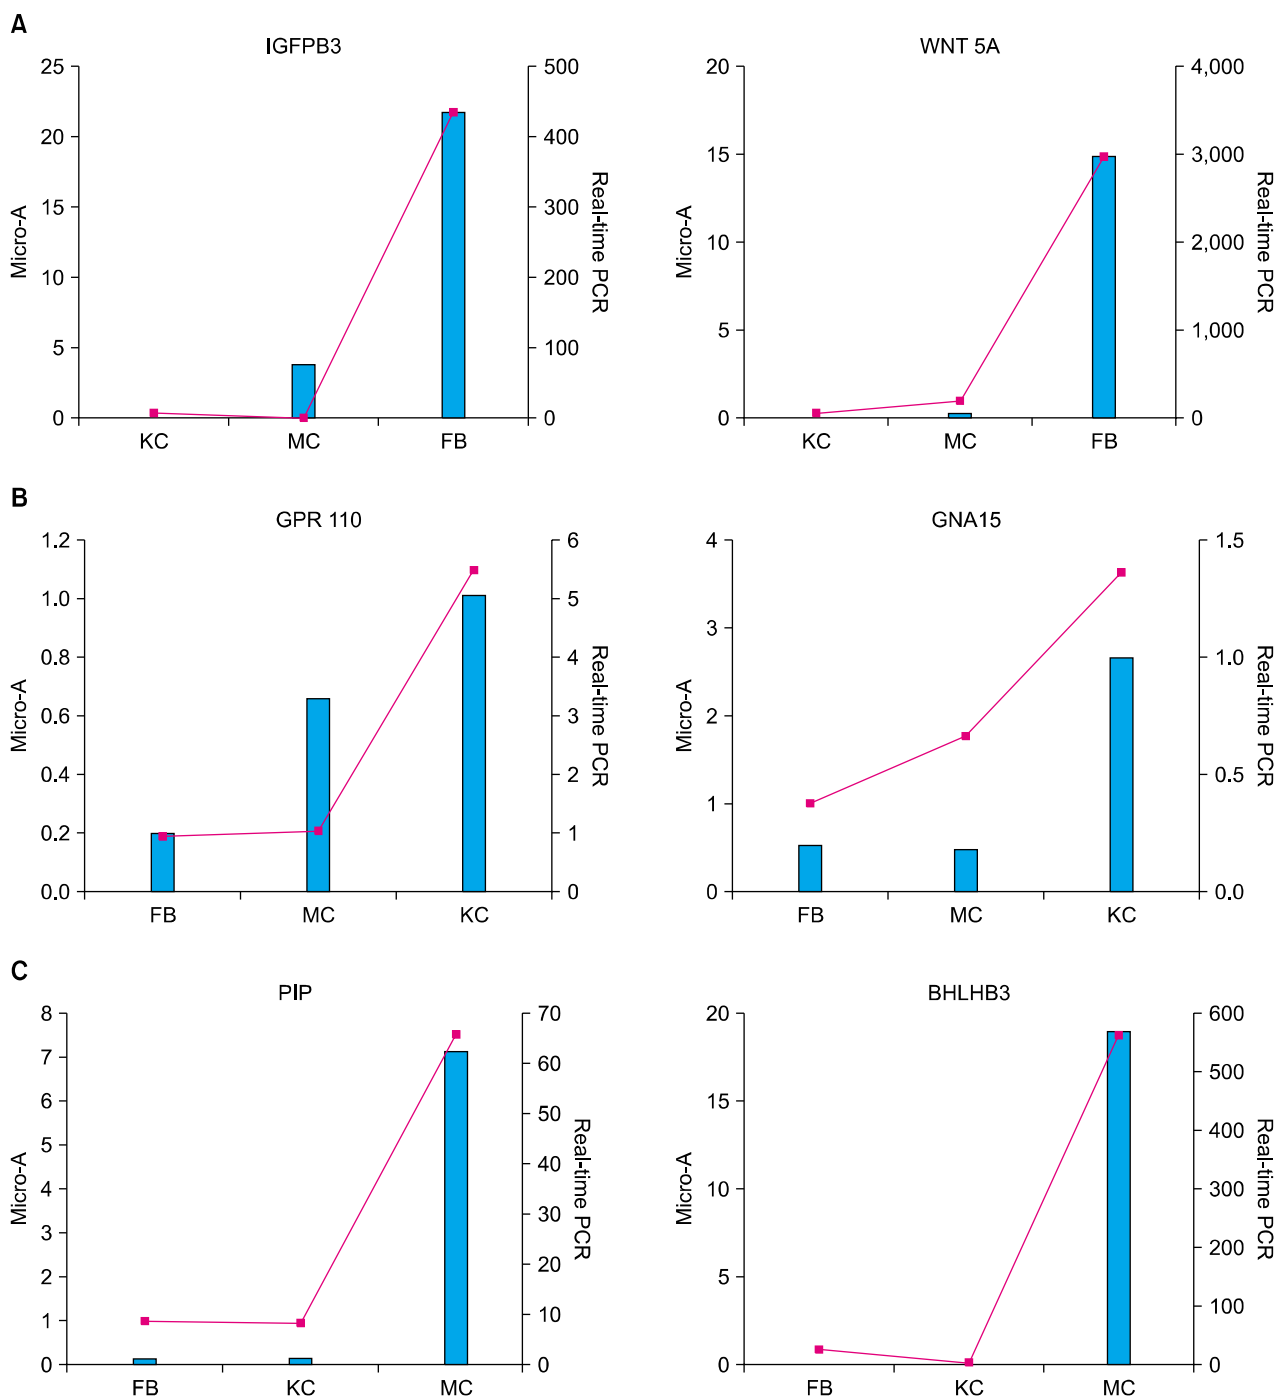 A
IGFPB3
25
20
15
10
5
0
Micro-A
500
400
300
200
100
0
Real-time PCR
KC MC FB
WNT 5A
20
15
10
5
0
Micro-A
4,000
3,000
2,000
1,000
0
Real-time PCR
KC MC FB
B
GPR 110
1.2
1.0
0.8
0.6
0.4
0.2
0.0
Micro-A
6
5
4
3
2
1
0
Real-time PCR
FB MC KC
GNA15
4
3
2
1
0
Micro-A
1.5
1.0
0.5
0.0
Real-time PCR
FB MC KC
C
PIP
8
7
6
5
4
3
2
1
0
Micro-A
70
60
50
40
30
20
10
0
Real-time PCR
FB KC MC
BHLHB3
20
15
10
5
0
Micro-A
600
500
400
300
200
100
0
Real-time PCR
FB KC MC